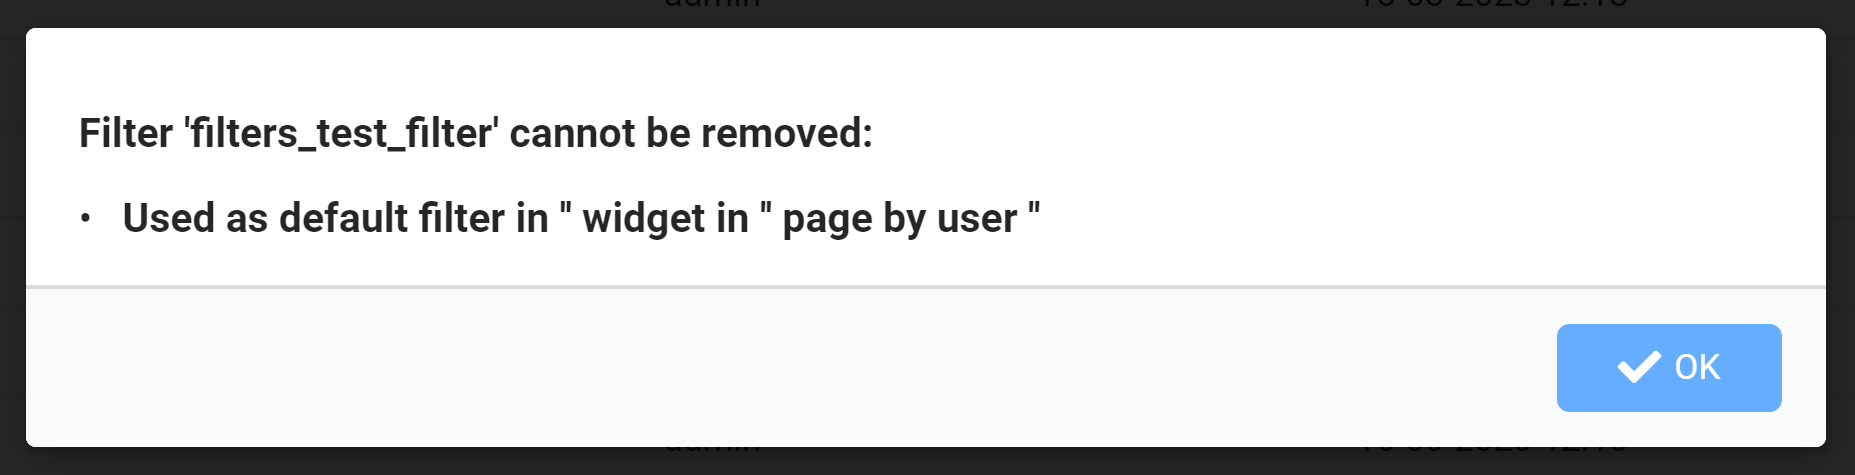 Filter 'filters_test_filter' cannot be removed:
• Used as default filter in " widget in " page by user "
OK